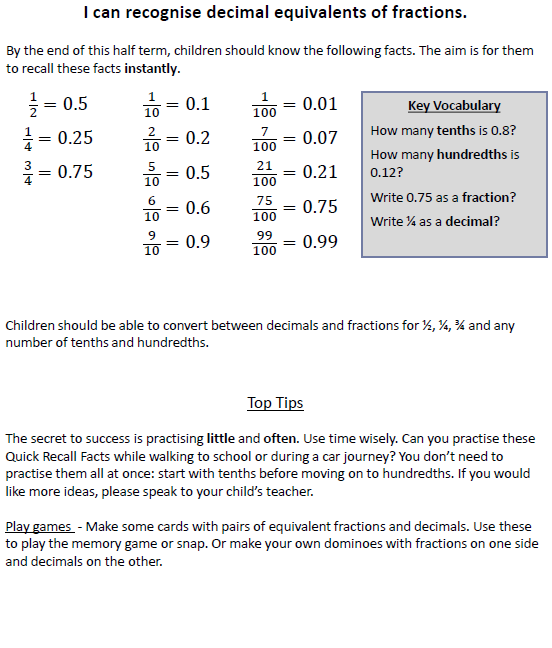 I can recognise decimal equivalents of fractions.
By the end of this half term, children should know the following facts. The aim is for them
to recall these facts instantly.
1/2 = 0.5
1/4 = 0.25
3/4 = 0.75
1/10 = 0.1
2/10 = 0.2
5/10 = 0.5
6/10 = 0.6
9/10 = 0.9
1/100 = 0.01
7/100 = 0.07
21/100 = 0.21
75/100 = 0.75
99/100 = 0.99
Key Vocabulary
How many tenths is 0.8?
How many hundredths is
0.12?
Write 0.75 as a fraction?
Write ¼ as a decimal?
Children should be able to convert between decimals and fractions for ½, ¼, ¾ and any
number of tenths and hundredths.
Top Tips
The secret to success is practising little and often. Use time wisely. Can you practise these
Quick Recall Facts while walking to school or during a car journey? You don’t need to
practise them all at once: start with tenths before moving on to hundredths. If you would
like more ideas, please speak to your child’s teacher.
Play games - Make some cards with pairs of equivalent fractions and decimals. Use these
to play the memory game or snap. Or make your own dominoes with fractions on one side
and decimals on the other.